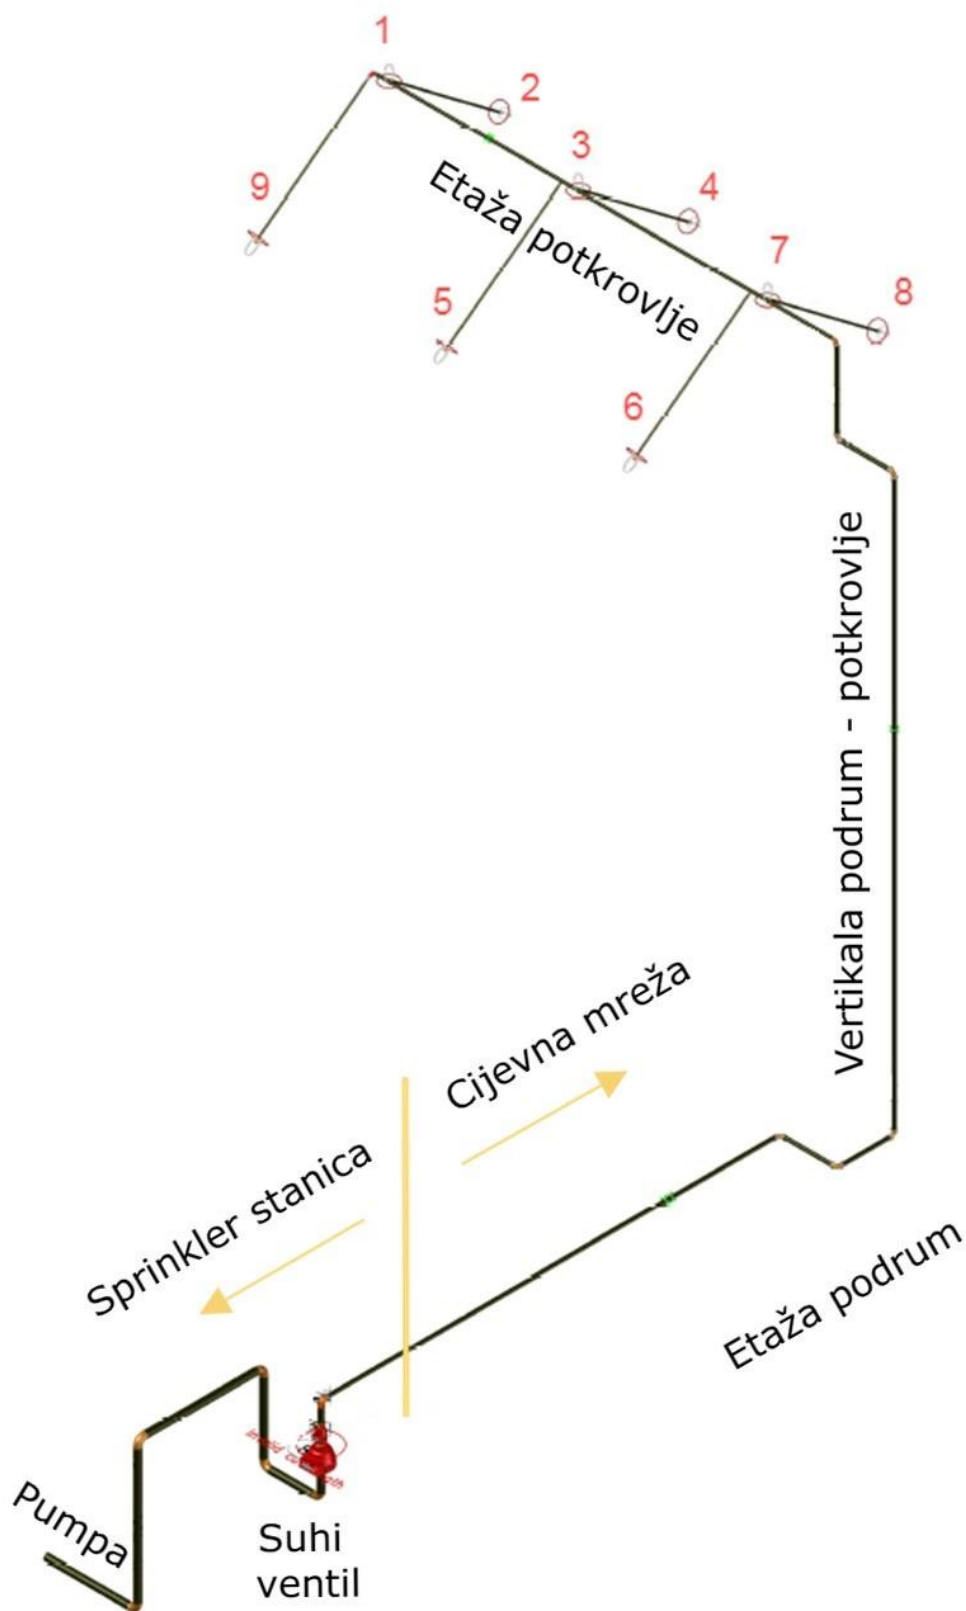 1
2
3
4
9
7
8
5
6
Etaža potkrovlje
Vertikala podrum - potkrovlje
Cijevna mreža
Sprinkler stanica
Etaža podrum
Pumpa
Suhi
ventil